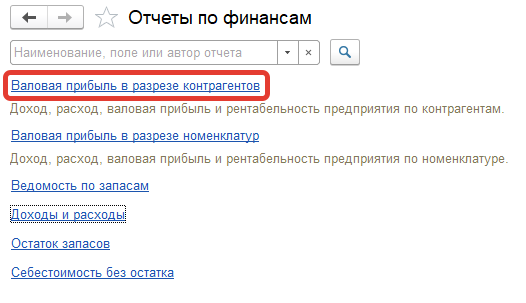 Отчеты по финансам
Наименование, поле или автор отчета
Валовая прибыль в разрезе контрагентов
Доход, расход, валовая прибыль и рентабельность предприятия по контрагентам.
Валовая прибыль в разрезе номенклатур
Доход, расход, валовая прибыль и рентабельность предприятия по номенклатуре.
Ведомость по запасам
Доходы и расходы
Остаток запасов
Себестоимость без остатка